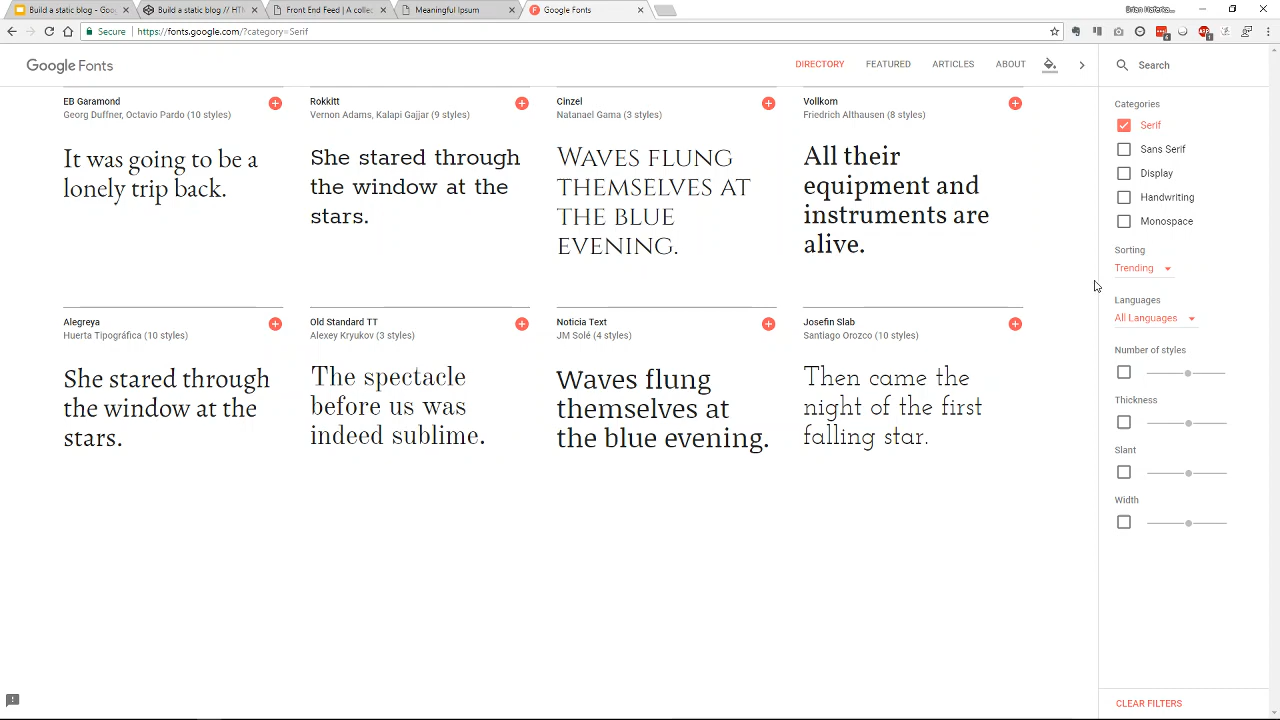 Build a static blog - Goo
Build a static blog // HTM
Front End Feed | A collec
Meaningful Ipsum
Google Fonts
Secure
https://fonts.google.com/?category=Serif
Google Fonts
DIRECTORY
FEATURED
ARTICLES
ABOUT
Search
EB Garamond
Georg Duffner, Octavio Pardo (10 styles)
It was going to be a
lonely trip back.
Rokkitt
Vernon Adams, Kalapi Gajjar (9 styles)
She stared through
the window at the
stars.
Cinzel
Natanael Gama (3 styles)
Waves flung
themselves at
the blue
evening.
Vollkorn
Friedrich Althausen (8 styles)
All their
equipment and
instruments are
alive.
Alegreya
Huerta Tipográfica (10 styles)
She stared through
the window at the
stars.
Old Standard TT
Alexey Kryukov (3 styles)
The spectacle
before us was
indeed sublime.
Noticia Text
JM Solé (4 styles)
Waves flung
themselves at
the blue evening.
Josefin Slab
Santiago Orozco (10 styles)
Then came the
night of the first
falling star.
Categories
Serif
Sans Serif
Display
Handwriting
Monospace
Sorting
Trending
Languages
All Languages
Number of styles
Thickness
Slant
Width
CLEAR FILTERS